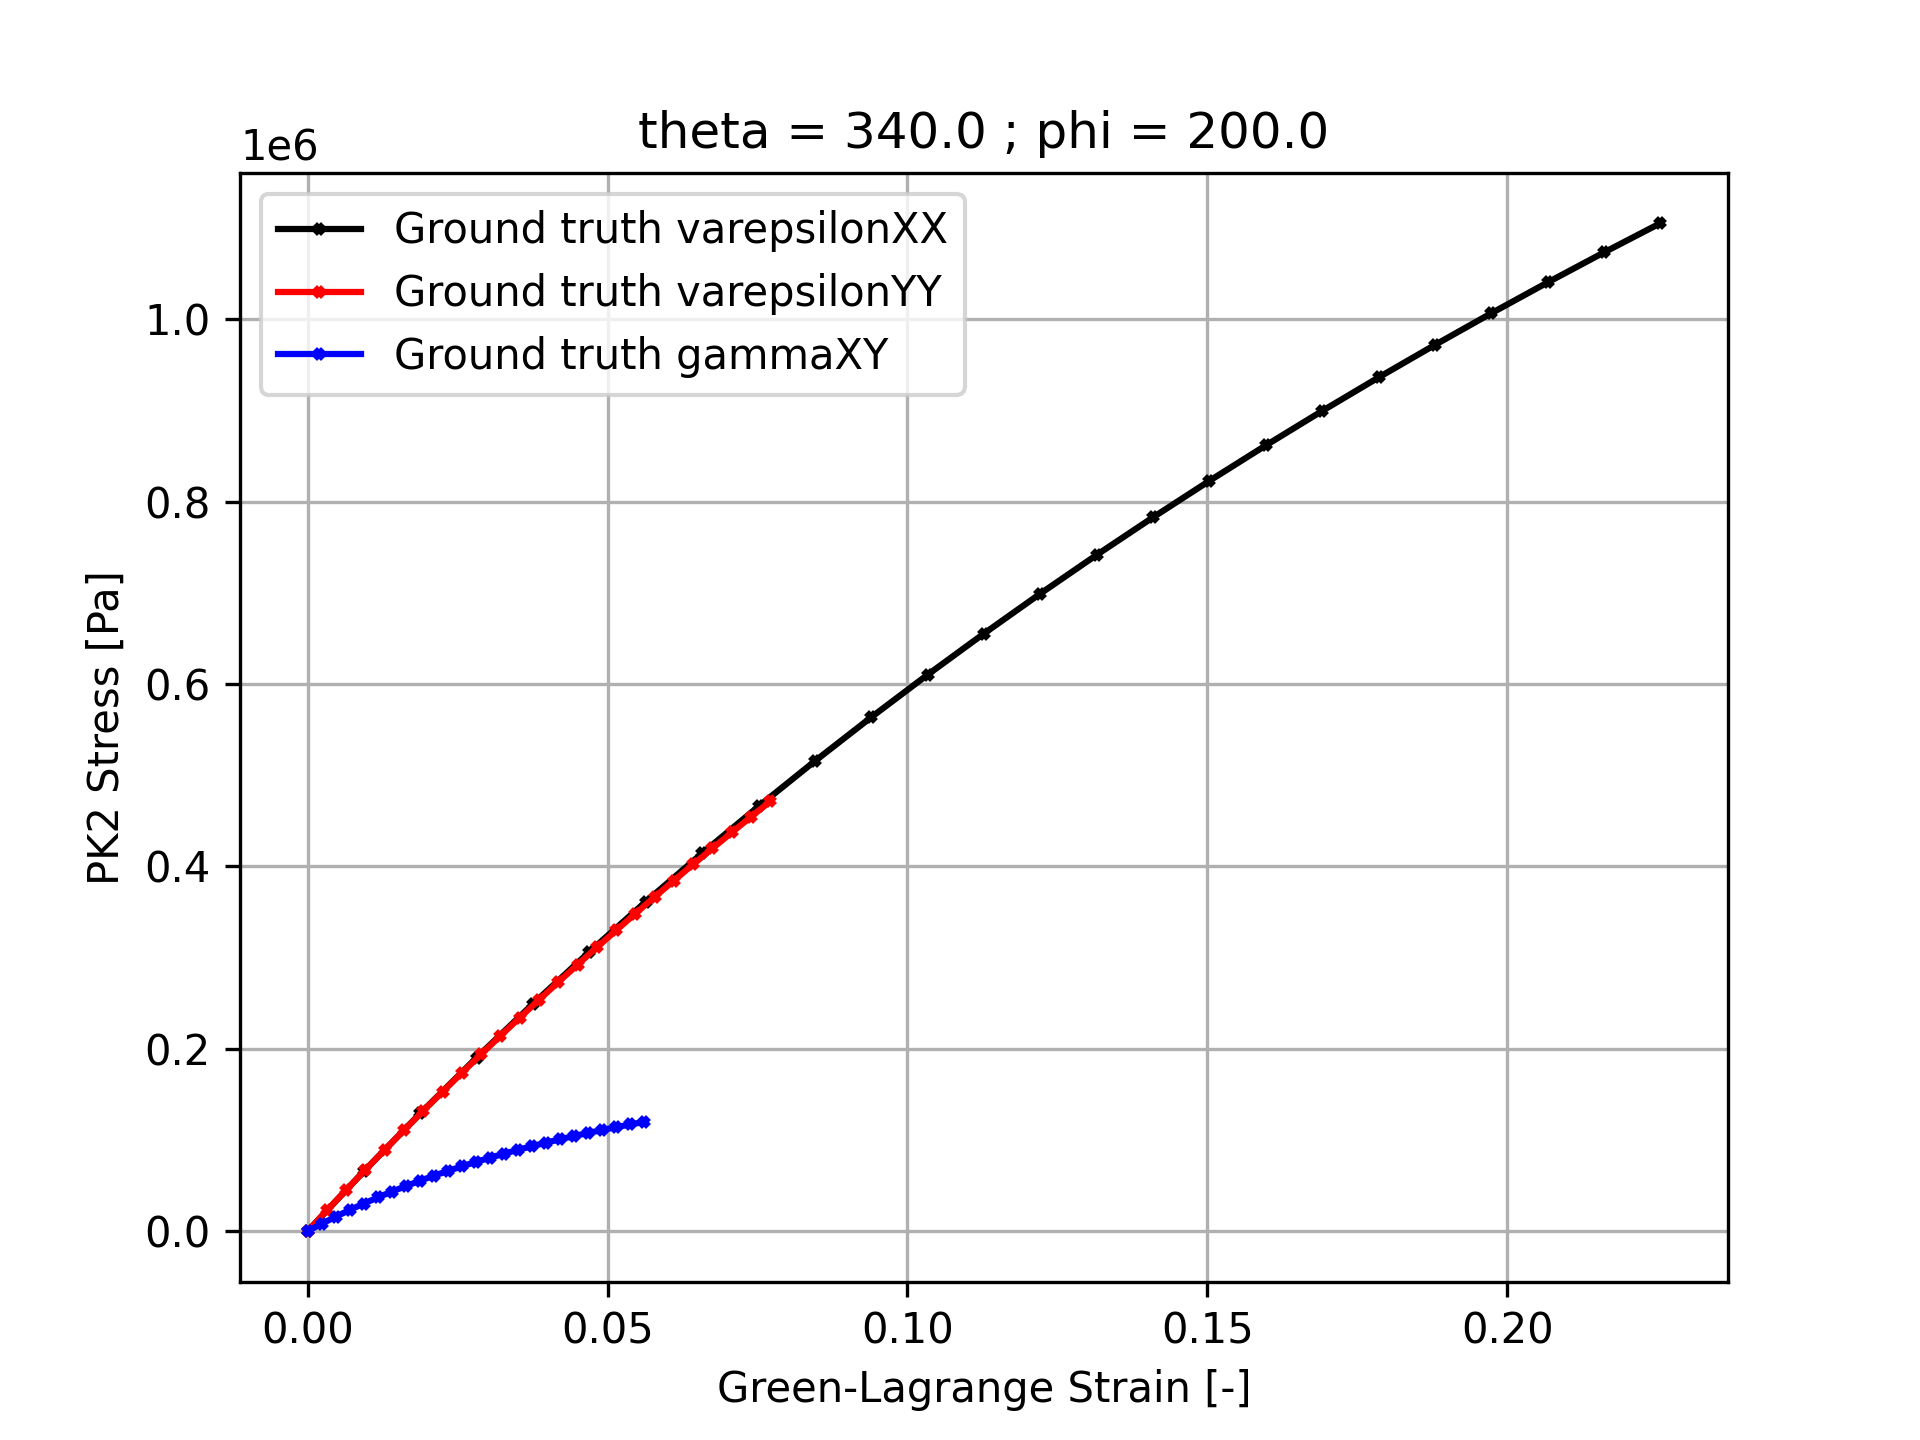 theta = 340.0 ; phi = 200.0
1e6
Ground truth varepsilonXX
Ground truth varepsilonYY
Ground truth gammaXY
1.0
0.8
0.6
0.4
0.2
0.0
PK2 Stress [Pa]
0.00 0.05 0.10 0.15 0.20
Green-Lagrange Strain [-]